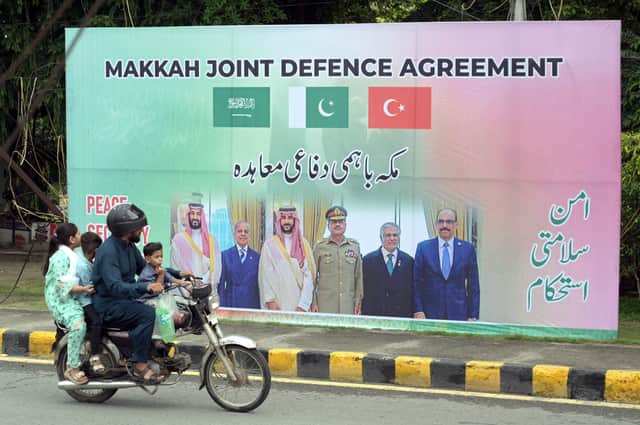 MAKKAH JOINT DEFENCE AGREEMENT
مکہ باہمی دفاعی معاہدہ
PEACE
امن
سلامتی
استحکام